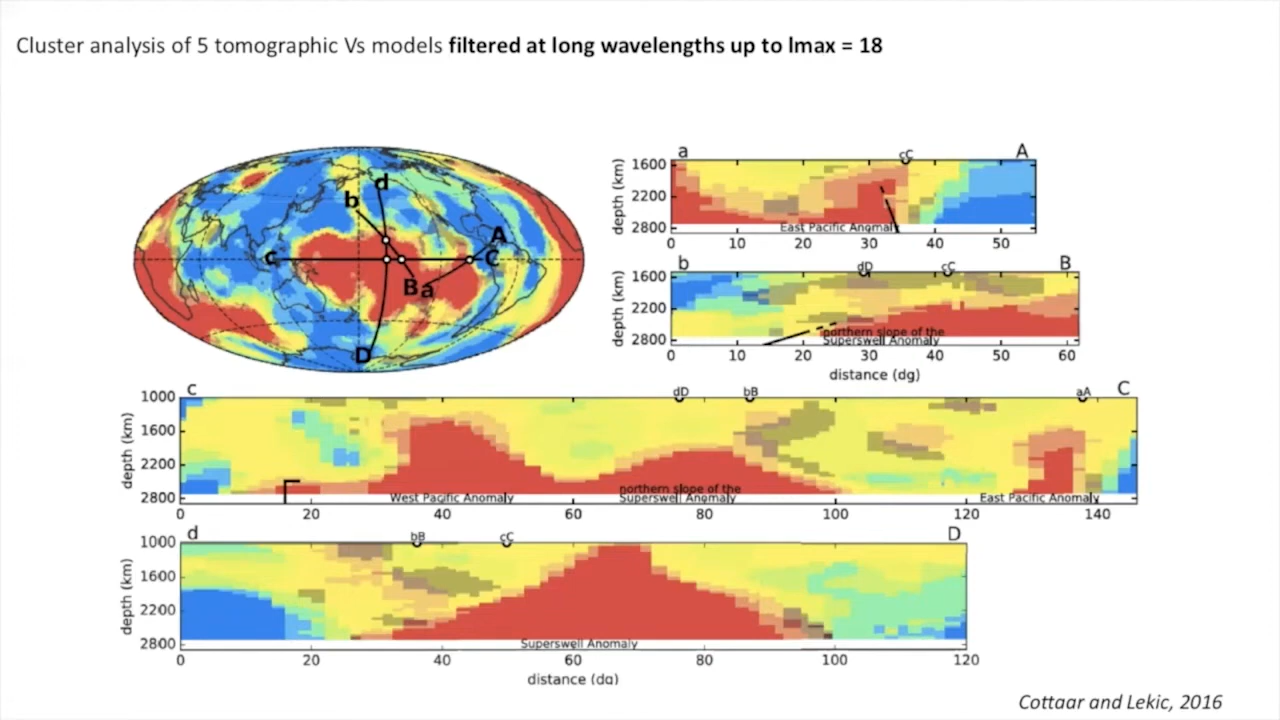 Cluster analysis of 5 tomographic Vs models filtered at long wavelengths up to lmax = 18
d
b
A
c
C
B a
D
a
cC
A
depth (km)
1600
2200
2800
East Pacific Anomaly
0 10 20 30 40 50
b
dD
cC
B
depth (km)
1600
2200
2800
northern slope of the
Superswell Anomaly
0 10 20 30 40 50 60
distance (dg)
c
dD
bB
aA
C
depth (km)
1000
1600
2200
2800
West Pacific Anomaly
northern slope of the
Superswell Anomaly
East Pacific Anomaly
0 20 40 60 80 100 120 140
d
bB
cC
D
depth (km)
1000
1600
2200
2800
Superswell Anomaly
0 20 40 60 80 100 120
distance (dg)
Cottaar and Lekic, 2016